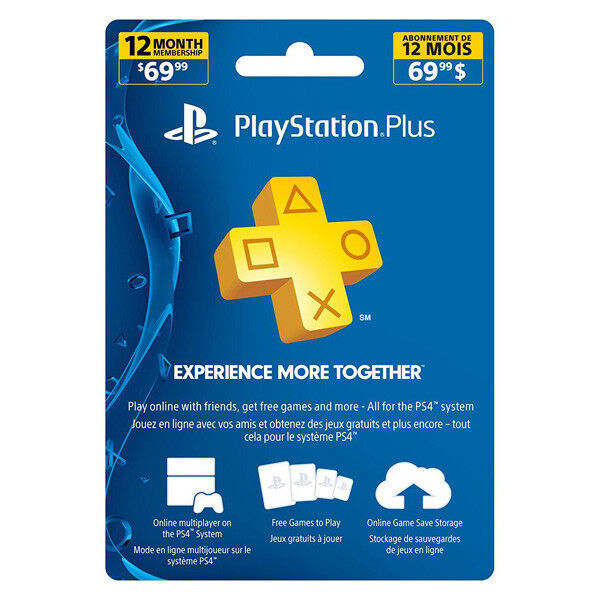 12 MONTH
MEMBERSHIP
$69.99
ABONNEMENT DE
12 MOIS
69.99 $
PlayStation®Plus
SM
EXPERIENCE MORE TOGETHER™
Play online with friends, get free games and more - All for the PS4™ system
Jouez en ligne avec vos amis et obtenez des jeux gratuits et plus encore – tout
cela pour le système PS4™
Online multiplayer on
the PS4™ System
Mode en ligne multijoueur sur le
système PS4™
Free Games to Play
Jeux gratuits à jouer
Online Game Save Storage
Stockage de sauvegardes
de jeux en ligne